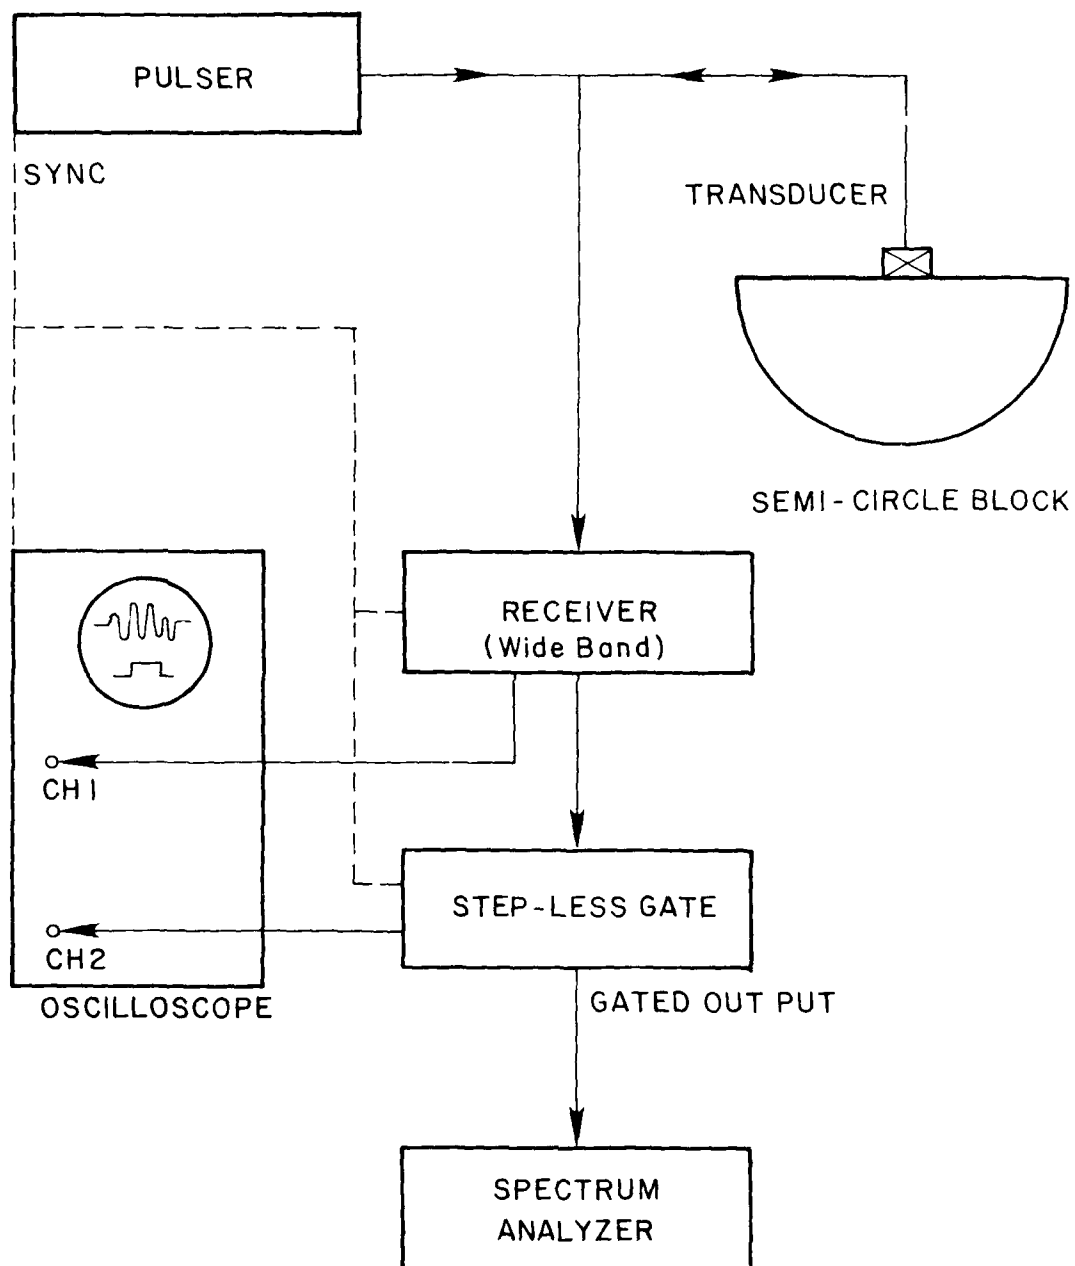 PULSER
SYNC
TRANSDUCER
SEMI-CIRCLE BLOCK
RECEIVER
(Wide Band)
CH1
STEP-LESS GATE
CH2
OSCILLOSCOPE
GATED OUT PUT
SPECTRUM
ANALYZER